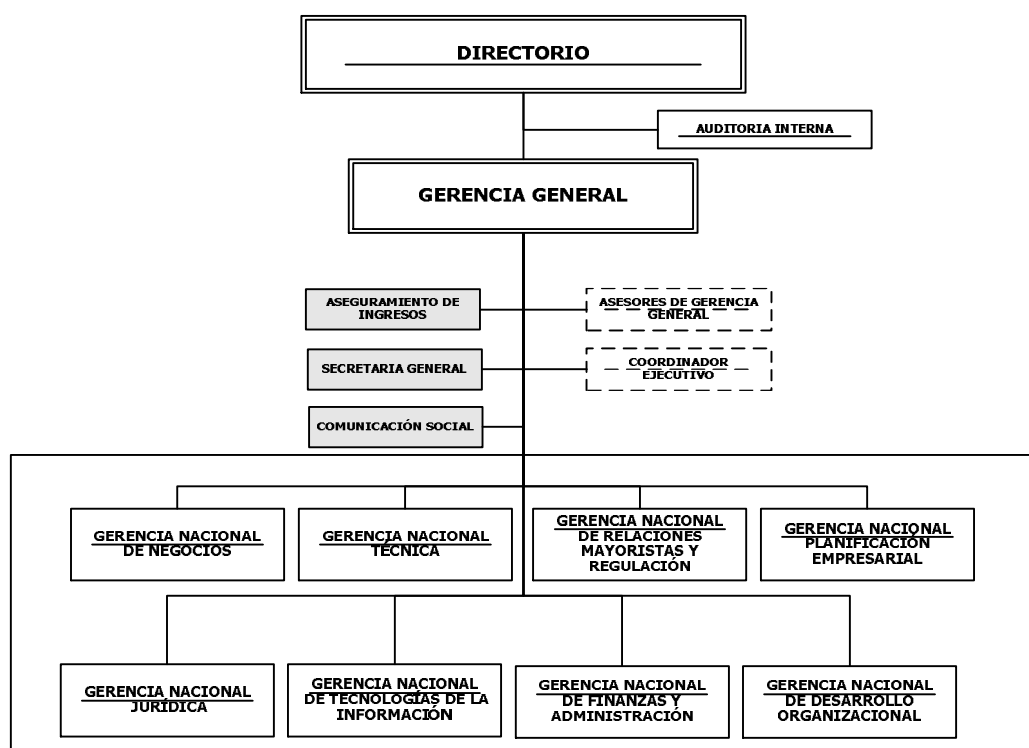 DIRECTORIO
AUDITORIA INTERNA
GERENCIA GENERAL
ASEGURAMIENTO DE
INGRESOS
ASESORES DE GERENCIA
GENERAL
SECRETARIA GENERAL
COORDINADOR
EJECUTIVO
COMUNICACIÓN SOCIAL
GERENCIA NACIONAL
DE NEGOCIOS
GERENCIA NACIONAL
TÉCNICA
GERENCIA NACIONAL
DE RELACIONES
MAYORISTAS Y
REGULACIÓN
GERENCIA NACIONAL
PLANIFICACIÓN
EMPRESARIAL
GERENCIA NACIONAL
JURÍDICA
GERENCIA NACIONAL
DE TECNOLOGÍAS DE LA
INFORMACIÓN
GERENCIA NACIONAL
DE FINANZAS Y
ADMINISTRACIÓN
GERENCIA NACIONAL
DE DESARROLLO
ORGANIZACIONAL